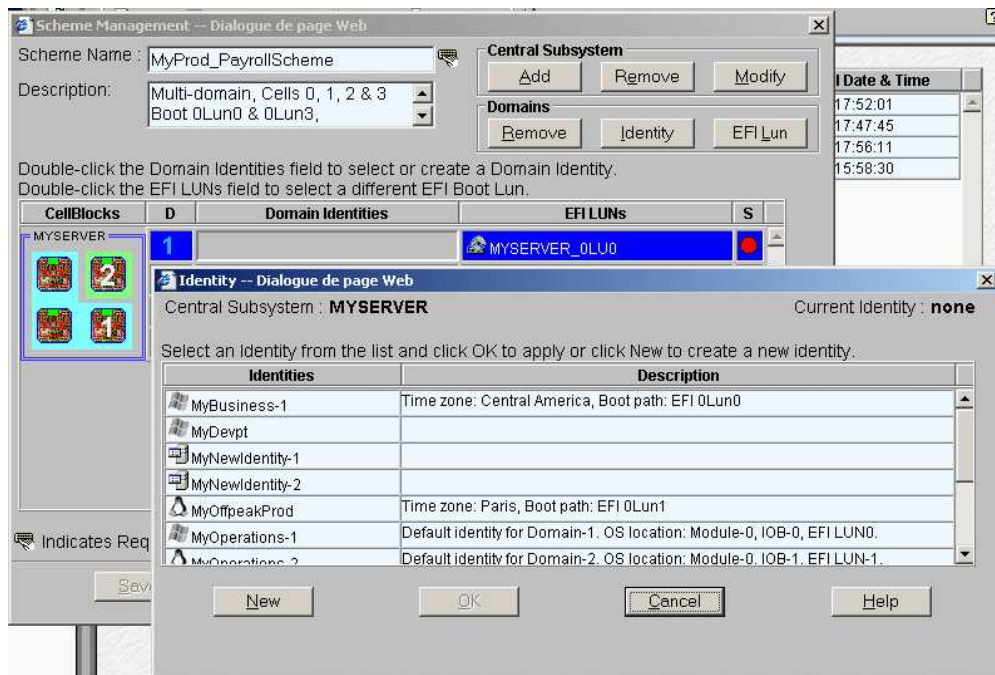 Scheme Management -- Dialogue de page Web
Scheme Name : MyProd_PayrollScheme
Description: Multi-domain, Cells 0, 1, 2 & 3
Boot 0Lun0 & 0Lun3,
Central Subsystem
Add Remove Modify
Domains
Remove Identity EFI Lun
Date & Time
17:52:01
17:47:45
17:56:11
15:58:30
Double-click the Domain Identities field to select or create a Domain Identity.
Double-click the EFI LUNs field to select a different EFI Boot Lun.
CellBlocks D Domain Identities EFI LUNs S
MYSERVER
1 MYSERVER_0LU0
2
1
Identity -- Dialogue de page Web
Central Subsystem : MYSERVER Current Identity : none
Select an Identity from the list and click OK to apply or click New to create a new identity.
Identities Description
MyBusiness-1 Time zone: Central America, Boot path: EFI 0Lun0
MyDevpt
MyNewIdentity-1
MyNewIdentity-2
MyOffpeakProd Time zone: Paris, Boot path: EFI 0Lun1
MyOperations-1 Default identity for Domain-1. OS location: Module-0, IOB-0, EFI LUN0.
MyOperations-2 Default identity for Domain-2. OS location: Module-0, IOB-1, EFI LUN-1.
Indicates Req
Sav
New OK Cancel Help